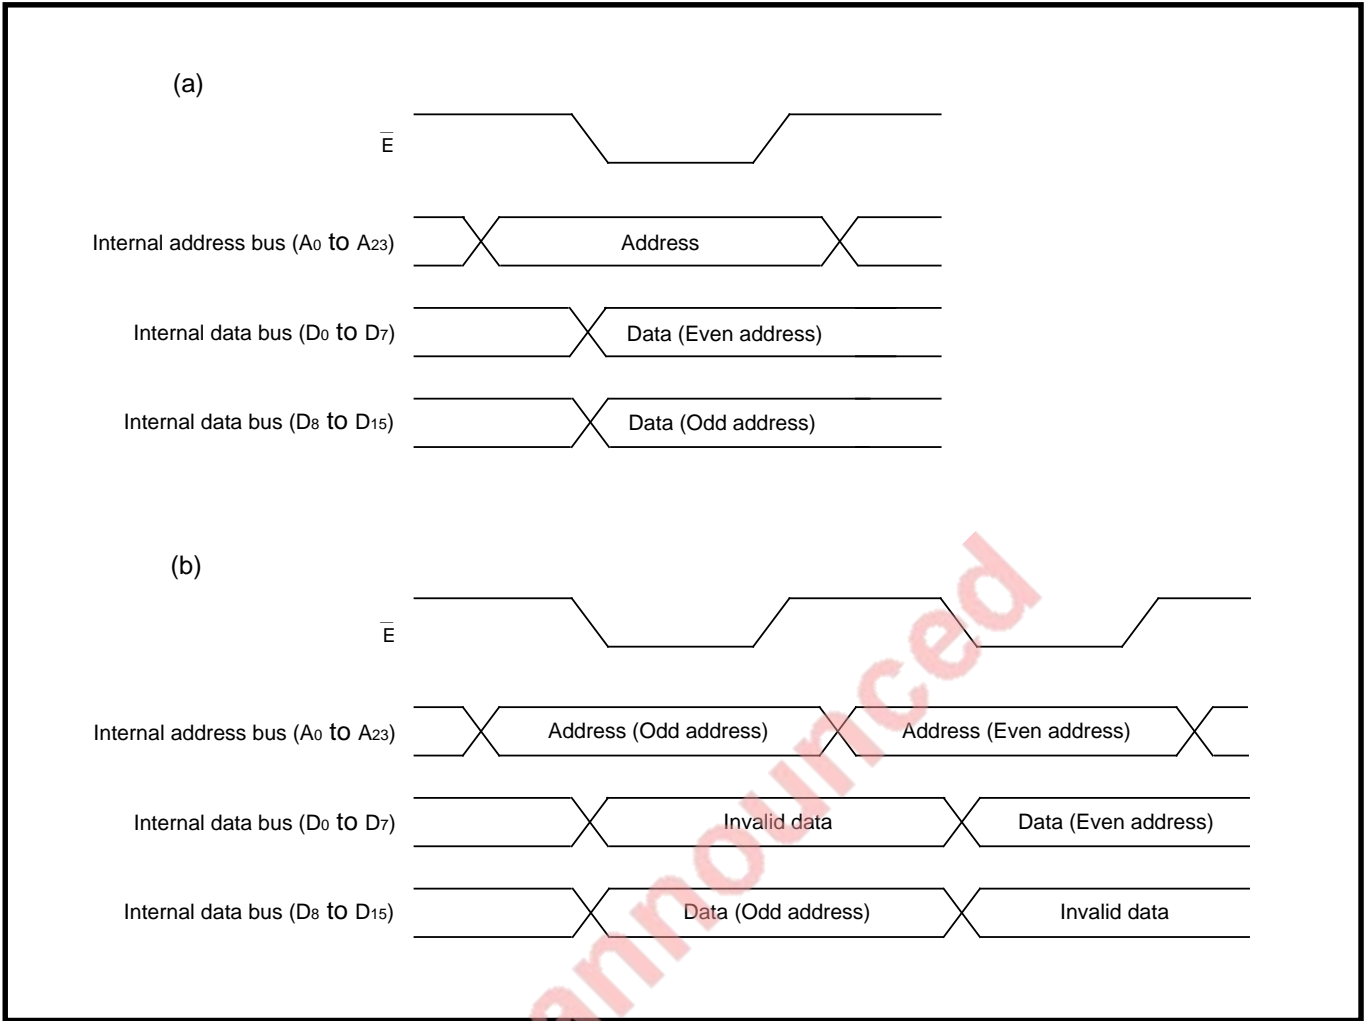 (a)
E̅
Internal address bus (A0 to A23)
Address
Internal data bus (D0 to D7)
Data (Even address)
Internal data bus (D8 to D15)
Data (Odd address)
(b)
E̅
Internal address bus (A0 to A23)
Address (Odd address)
Address (Even address)
Internal data bus (D0 to D7)
Invalid data
Data (Even address)
Internal data bus (D8 to D15)
Data (Odd address)
Invalid data
announced